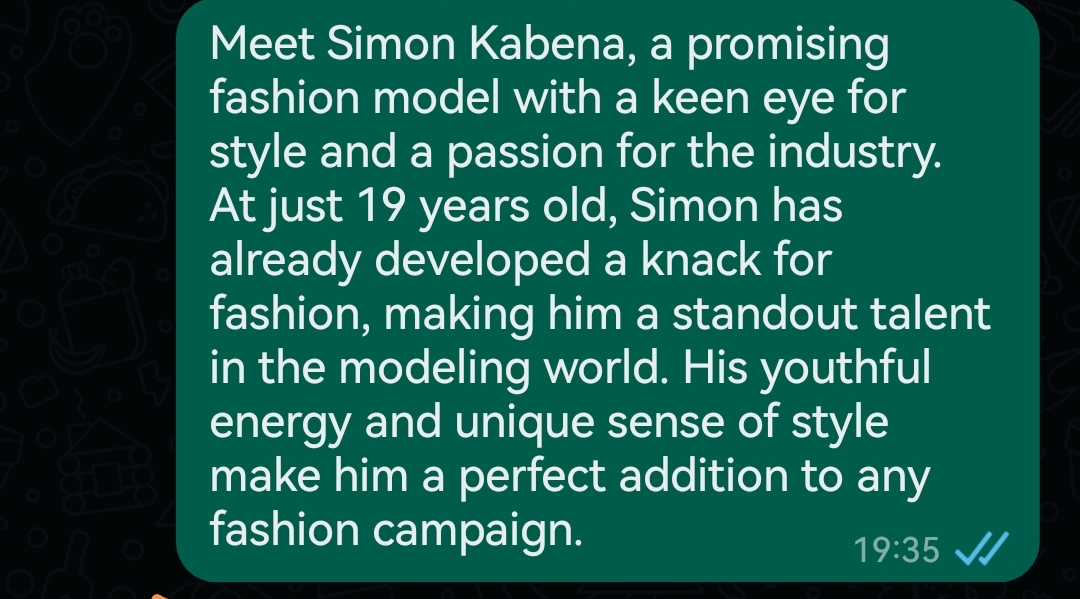 Meet Simon Kabena, a promising
fashion model with a keen eye for
style and a passion for the industry.
At just 19 years old, Simon has
already developed a knack for
fashion, making him a standout talent
in the modeling world. His youthful
energy and unique sense of style
make him a perfect addition to any
fashion campaign.
19:35